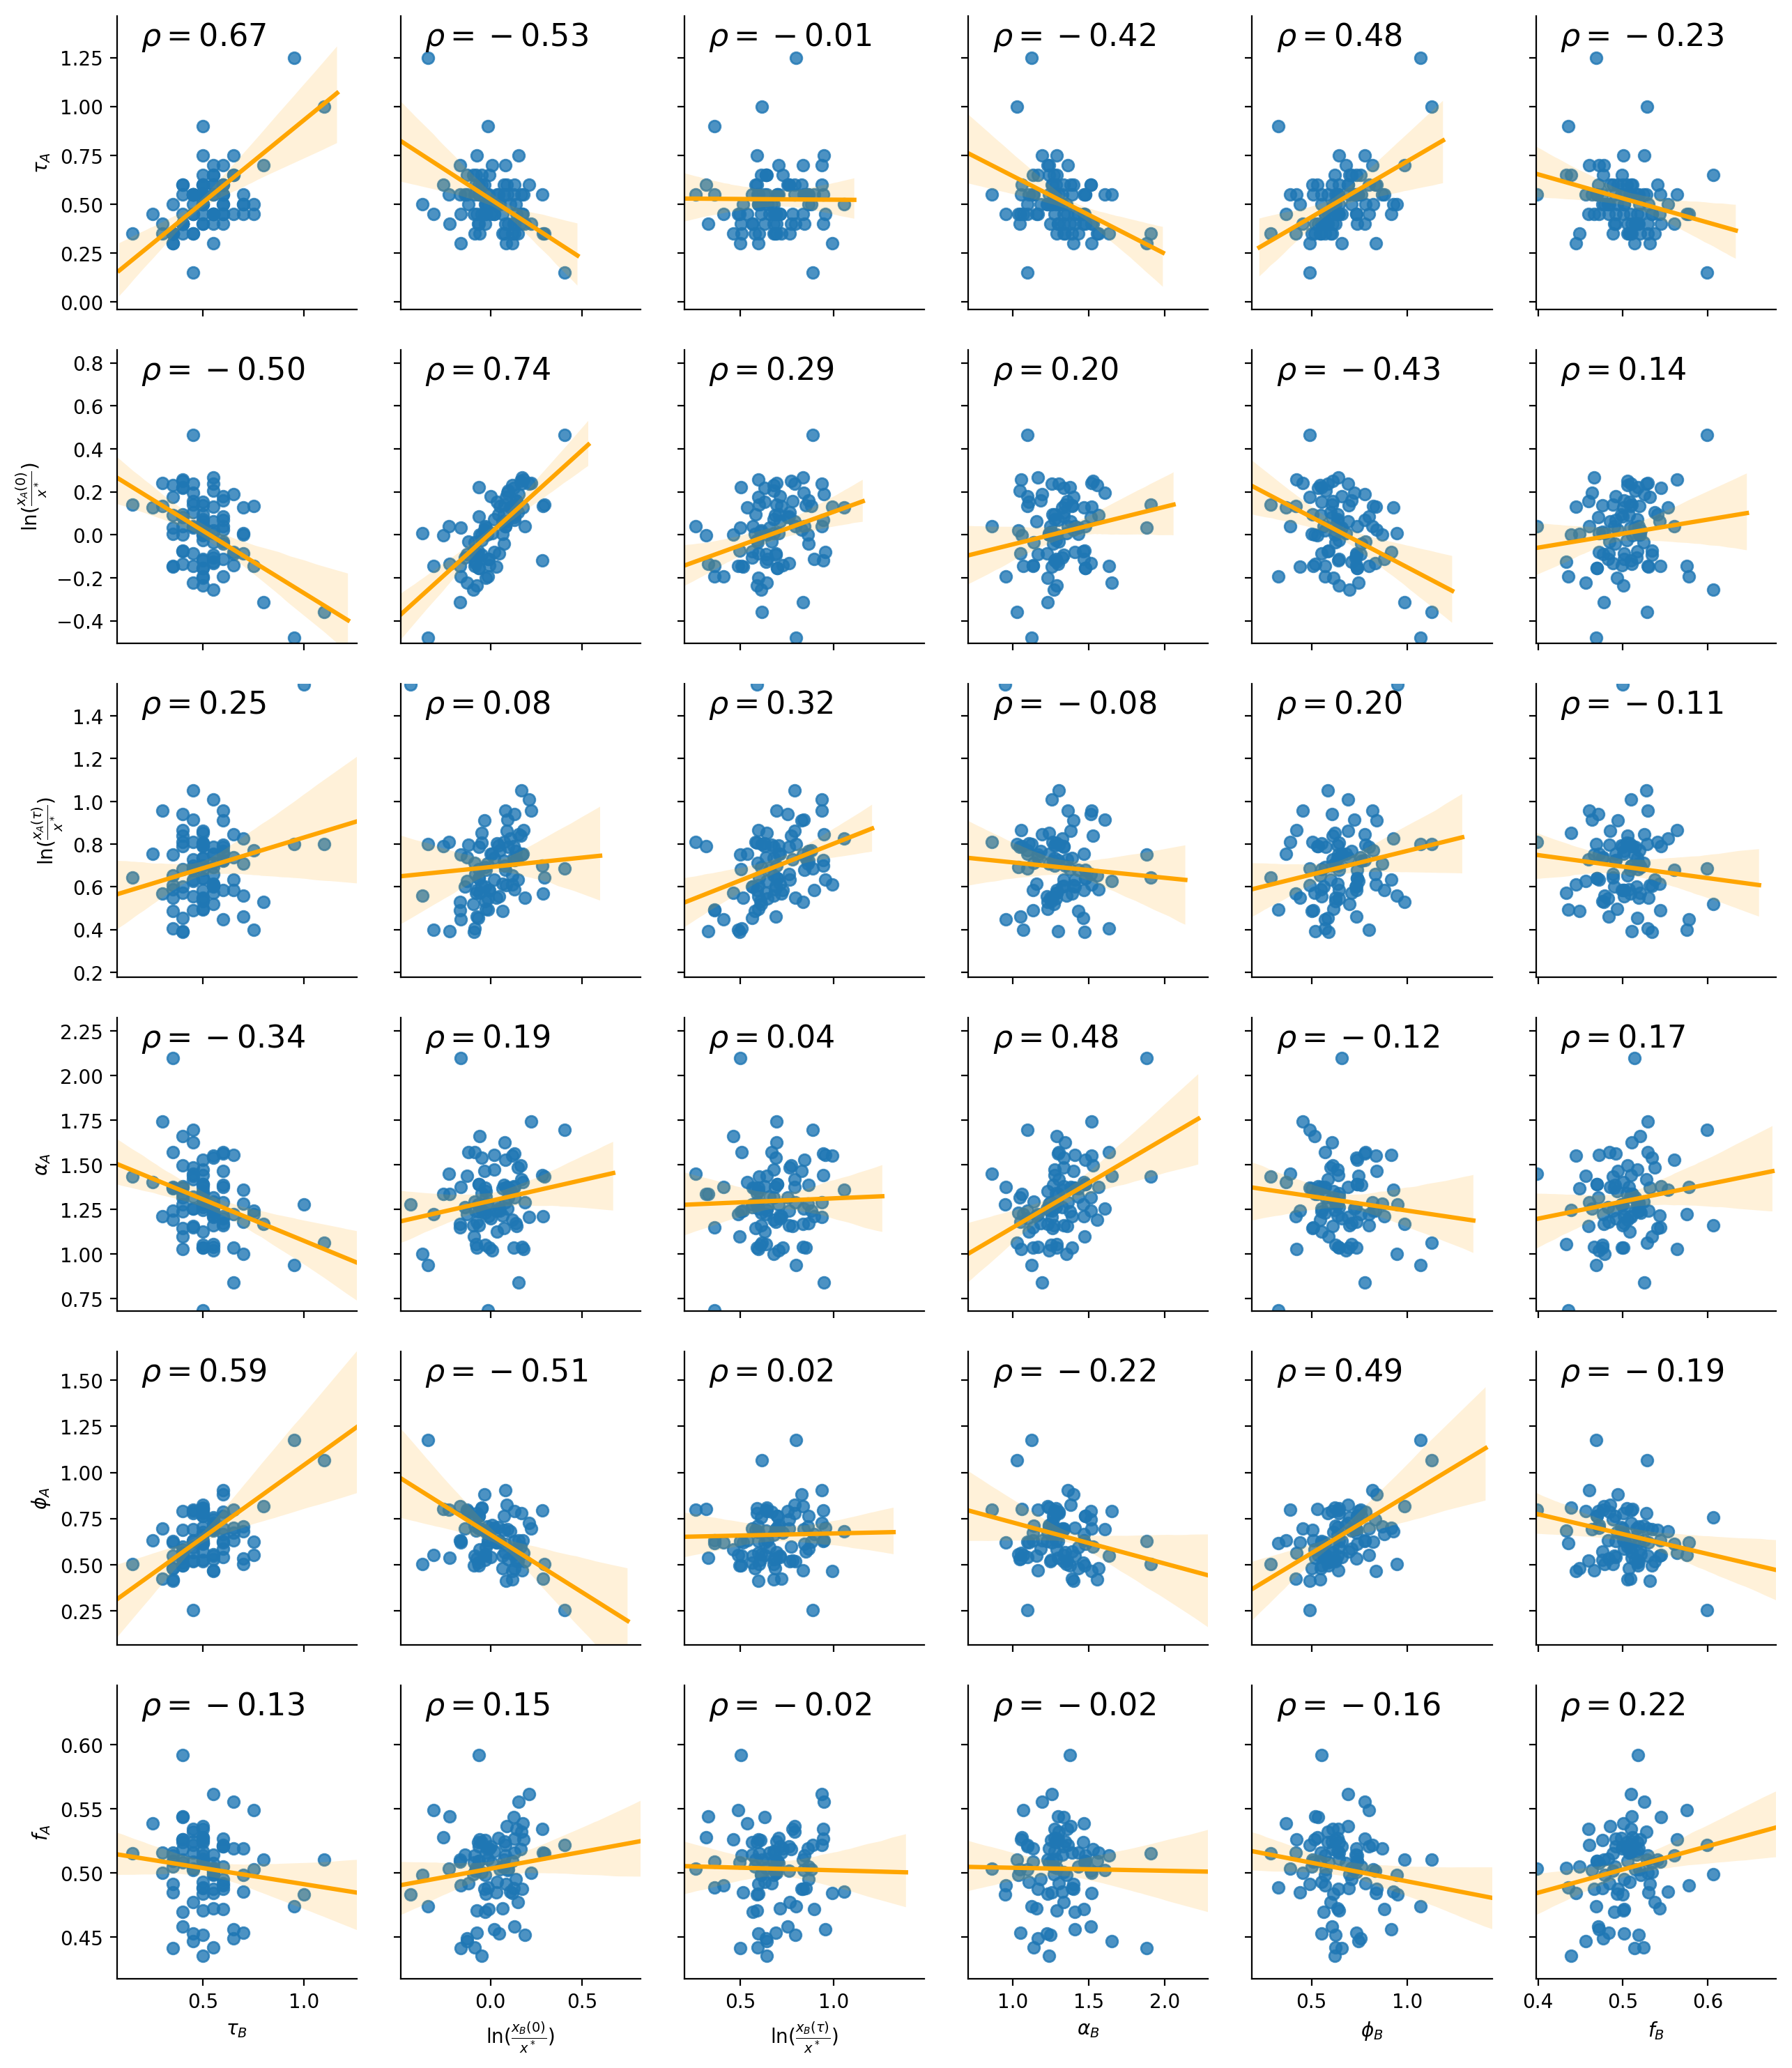 ρ = 0.67 ρ = −0.53 ρ = −0.01 ρ = −0.42 ρ = 0.48 ρ = −0.23
1.25
1.00
0.75
0.50
0.25
0.00
τ_A
ρ = −0.50 ρ = 0.74 ρ = 0.29 ρ = 0.20 ρ = −0.43 ρ = 0.14
0.8
0.6
0.4
0.2
0.0
−0.2
−0.4
ln(x_A(0)/x*)
ρ = 0.25 ρ = 0.08 ρ = 0.32 ρ = −0.08 ρ = 0.20 ρ = −0.11
1.4
1.2
1.0
0.8
0.6
0.4
0.2
ln(x_A(τ)/x*)
ρ = −0.34 ρ = 0.19 ρ = 0.04 ρ = 0.48 ρ = −0.12 ρ = 0.17
2.25
2.00
1.75
1.50
1.25
1.00
0.75
α_A
ρ = 0.59 ρ = −0.51 ρ = 0.02 ρ = −0.22 ρ = 0.49 ρ = −0.19
1.50
1.25
1.00
0.75
0.50
0.25
ϕ_A
ρ = −0.13 ρ = 0.15 ρ = −0.02 ρ = −0.02 ρ = −0.16 ρ = 0.22
0.60
0.55
0.50
0.45
f_A
0.5 1.0 0.0 0.5 0.5 1.0 1.0 1.5 2.0 0.5 1.0 0.4 0.5 0.6
τ_B ln(x_B(0)/x*) ln(x_B(τ)/x*) α_B ϕ_B f_B